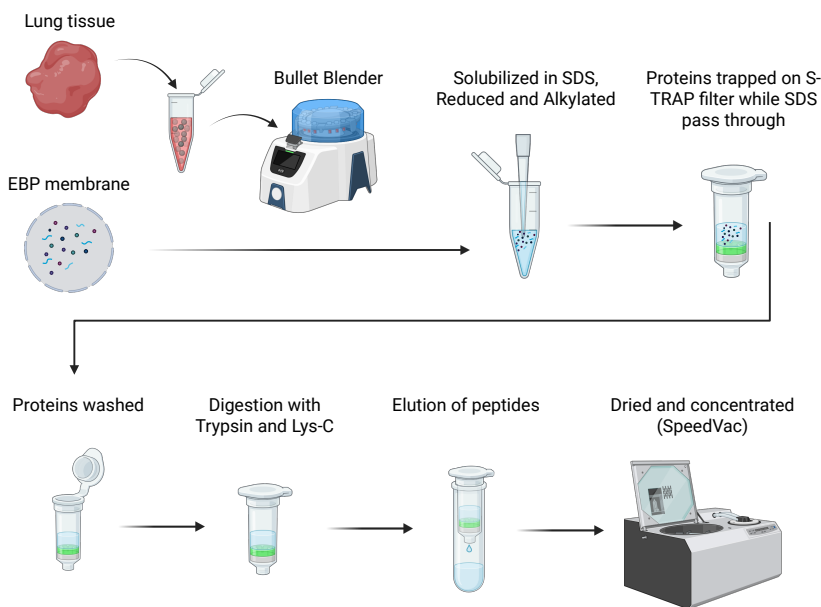 Lung tissue
Bullet Blender
Solubilized in SDS,
Reduced and Alkylated
Proteins trapped on S-
TRAP filter while SDS
pass through
EBP membrane
Proteins washed
Digestion with
Trypsin and Lys-C
Elution of peptides
Dried and concentrated
(SpeedVac)